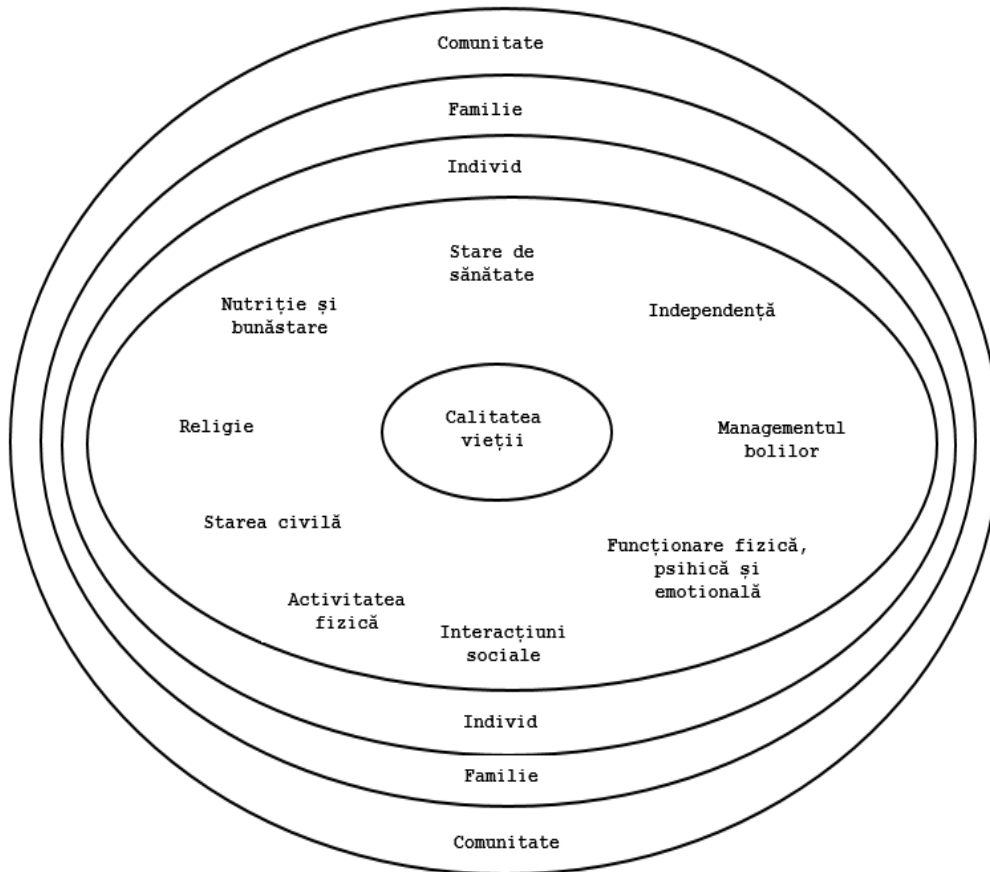 Comunitate
Familie
Individ
Stare de
sănătate
Nutriție și
bunăstare
Independență
Calitatea
vieții
Religie
Managementul
bolilor
Starea civilă
Funcționare fizică,
psihică și
emotională
Activitatea
fizică
Interacțiuni
sociale
Individ
Familie
Comunitate